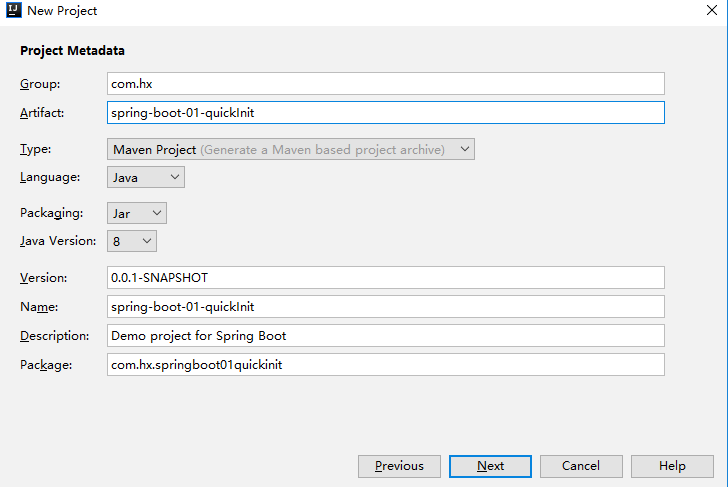 IJ New Project
Project Metadata
Group: com.hx
Artifact: spring-boot-01-quickInit
Type: Maven Project (Generate a Maven based project archive)
Language: Java
Packaging: Jar
Java Version: 8
Version: 0.0.1-SNAPSHOT
Name: spring-boot-01-quickInit
Description: Demo project for Spring Boot
Package: com.hx.springboot01quickinit
Previous Next Cancel Help